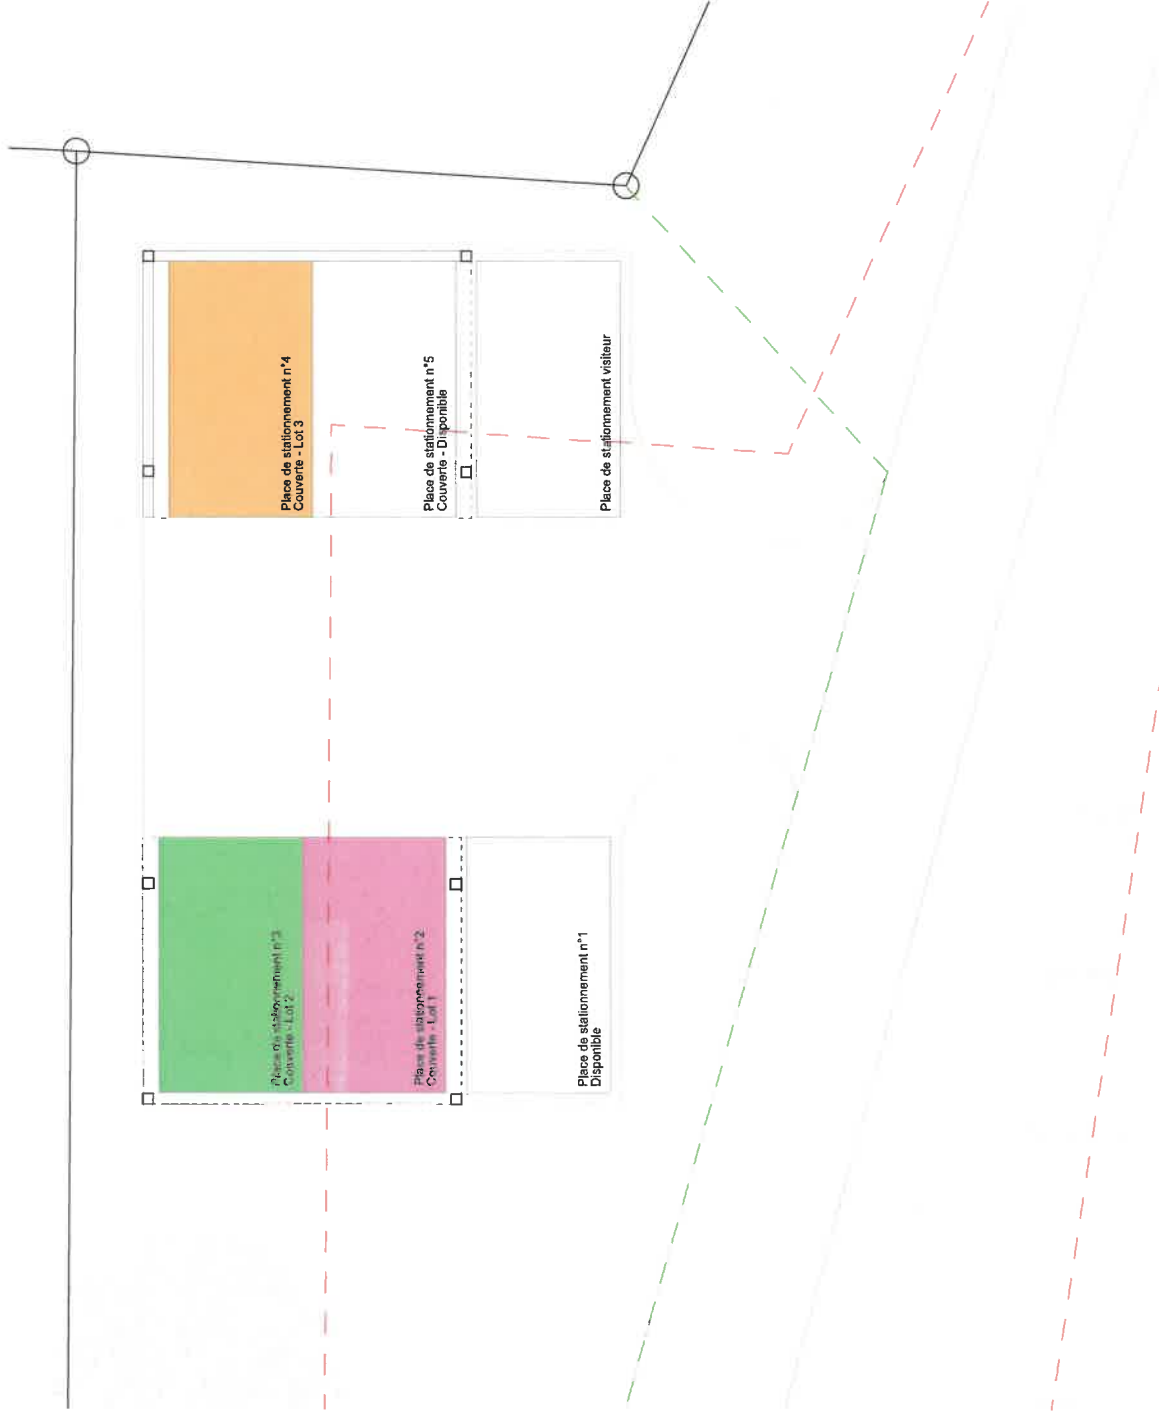 Place de stationnement n°4
Couverte - Lot 3
Place de stationnement n°5
Couverte - Disponible
Place de stationnement visiteur
Place de stationnement n°3
Couverte - Lot 2
Place de stationnement n°2
Couverte - Lot 1
Place de stationnement n°1
Disponible